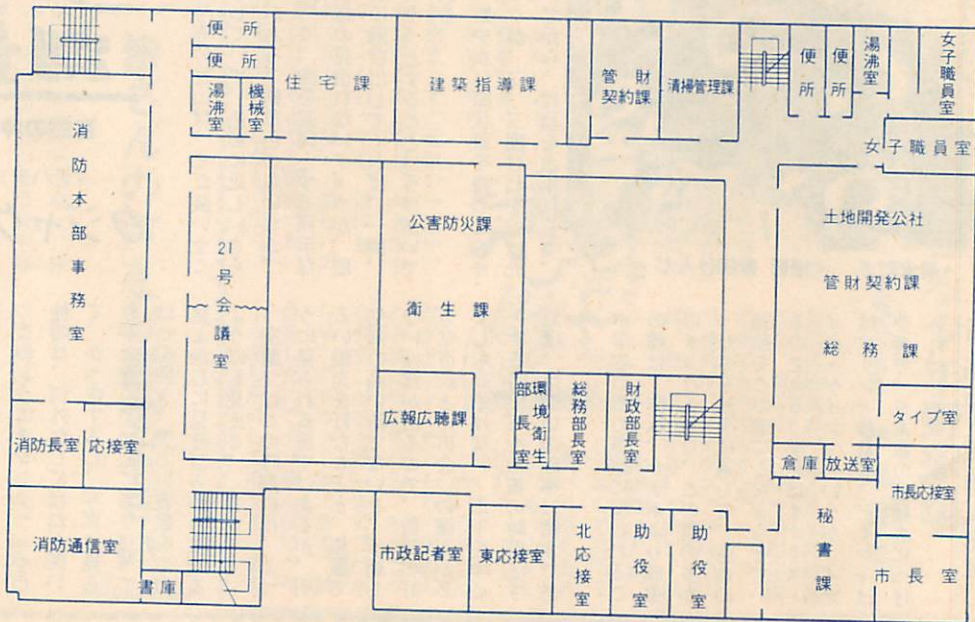 便所
便所
湯沸室
機械室
住宅課
建築指導課
管財
契約課
清掃管理課
便所
便所
湯沸室
女子職員室
女子職員室
消防本部事務室
21号会議室
公害防災課
衛生課
土地開発公社
管財契約課
総務課
広報広聴課
環境衛生
部長室
総務部長室
財政部長室
タイプ室
消防長室
応接室
倉庫
放送室
市長応接室
消防通信室
書庫
市政記者室
東応接室
北応接室
助役室
助役室
秘書課
市長室